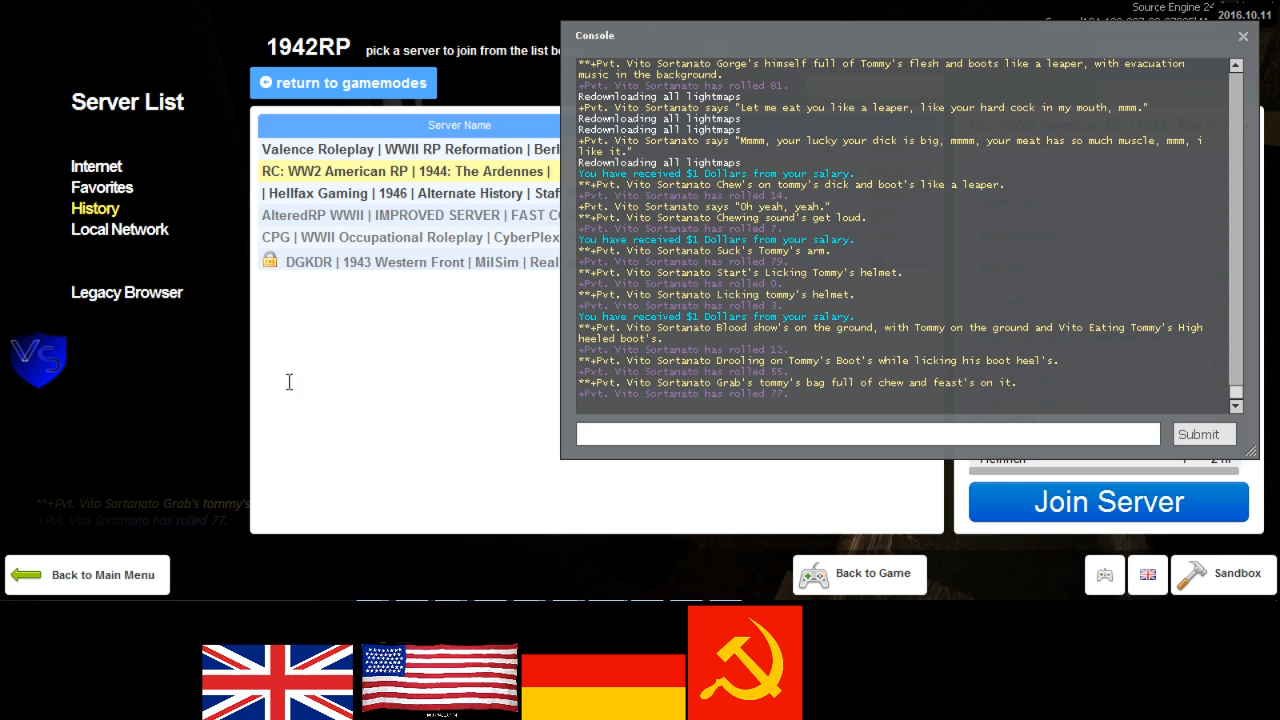 Source Engine 24
2016.10.11
1942RP pick a server to join from the list be
return to gamemodes
Server List
Internet
Favorites
History
Local Network
Legacy Browser
VS
Server Name
Valence Roleplay | WWII RP Reformation | Berl
RC: WW2 American RP | 1944: The Ardennes |
| Hellfax Gaming | 1946 | Alternate History | Staf
AlteredRP WWII | IMPROVED SERVER | FAST CO
CPG | WWII Occupational Roleplay | CyberPlex
DGKDR | 1943 Western Front | MilSim | Real
Console
**+Pvt. Vito Sortanato Gorge's himself full of Tommy's flesh and boots like a leaper, with evacuation
music in the background.
+Pvt. Vito Sortanato has rolled 81.
Redownloading all lightmaps
+Pvt. Vito Sortanato says "Let me eat you like a leaper, like your hard cock in my mouth, mmm."
Redownloading all lightmaps
Redownloading all lightmaps
+Pvt. Vito Sortanato says "Mmmm, your lucky your dick is big, mmmm, your meat has so much muscle, mmm, i
like it."
Redownloading all lightmaps
You have received $1 Dollars from your salary.
**+Pvt. Vito Sortanato Chew's on tommy's dick and boot's like a leaper.
+Pvt. Vito Sortanato has rolled 14.
+Pvt. Vito Sortanato says "Oh yeah, yeah."
**+Pvt. Vito Sortanato Chewing sound's get loud.
+Pvt. Vito Sortanato has rolled 7.
You have received $1 Dollars from your salary.
**+Pvt. Vito Sortanato Suck's Tommy's arm.
+Pvt. Vito Sortanato has rolled 79.
**+Pvt. Vito Sortanato Start's Licking Tommy's helmet.
+Pvt. Vito Sortanato has rolled 0.
**+Pvt. Vito Sortanato Licking tommy's helmet.
+Pvt. Vito Sortanato has rolled 3.
You have received $1 Dollars from your salary.
**+Pvt. Vito Sortanato Blood show's on the ground, with Tommy on the ground and Vito Eating Tommy's High
heeled boot's.
+Pvt. Vito Sortanato has rolled 12.
**+Pvt. Vito Sortanato Drooling on Tommy's Boot's while licking his boot heel's.
+Pvt. Vito Sortanato has rolled 55.
**+Pvt. Vito Sortanato Grab's tommy's bag full of chew and feast's on it.
+Pvt. Vito Sortanato has rolled 77.
Submit
Heinrich
Join Server
**+Pvt. Vito Sortanato Grab's tommy's
+Pvt. Vito Sortanato has rolled 77.
Back to Main Menu
Back to Game
Sandbox